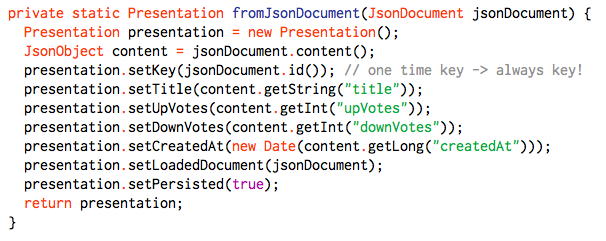 private static Presentation fromJsonDocument(JsonDocument jsonDocument) {
  Presentation presentation = new Presentation();
  JsonObject content = jsonDocument.content();
  presentation.setKey(jsonDocument.id()); // one time key -> always key!
  presentation.setTitle(content.getString("title"));
  presentation.setUpVotes(content.getInt("upVotes"));
  presentation.setDownVotes(content.getInt("downVotes"));
  presentation.setCreatedAt(new Date(content.getLong("createdAt")));
  presentation.setLoadedDocument(jsonDocument);
  presentation.setPersisted(true);
  return presentation;
}